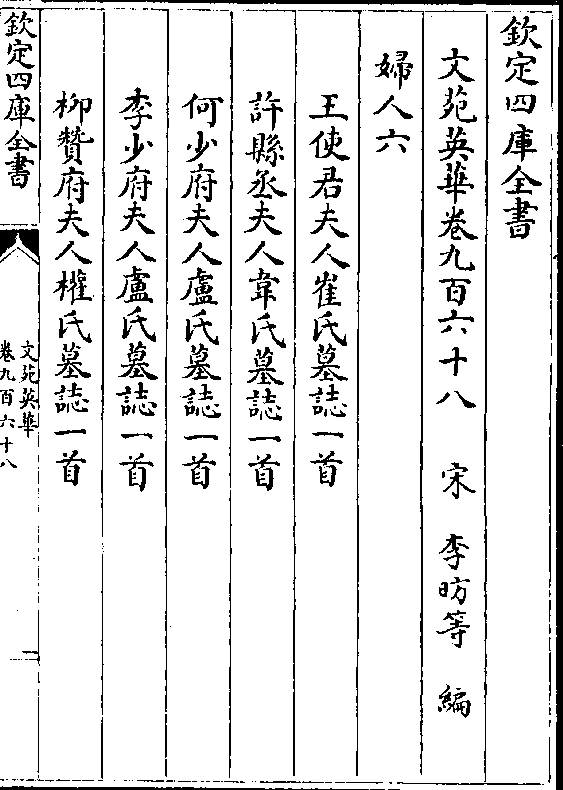 欽定四庫全書
文苑英華卷九百六十八　宋　李昉等　編
婦人六
王使君夫人崔氏墓誌一首
許縣丞夫人韋氏墓誌一首
何少府夫人盧氏墓誌一首
李少府夫人盧氏墓誌一首
柳贊府夫人權氏墓誌一首
欽定四庫全書
文苑英華
卷九百六十八